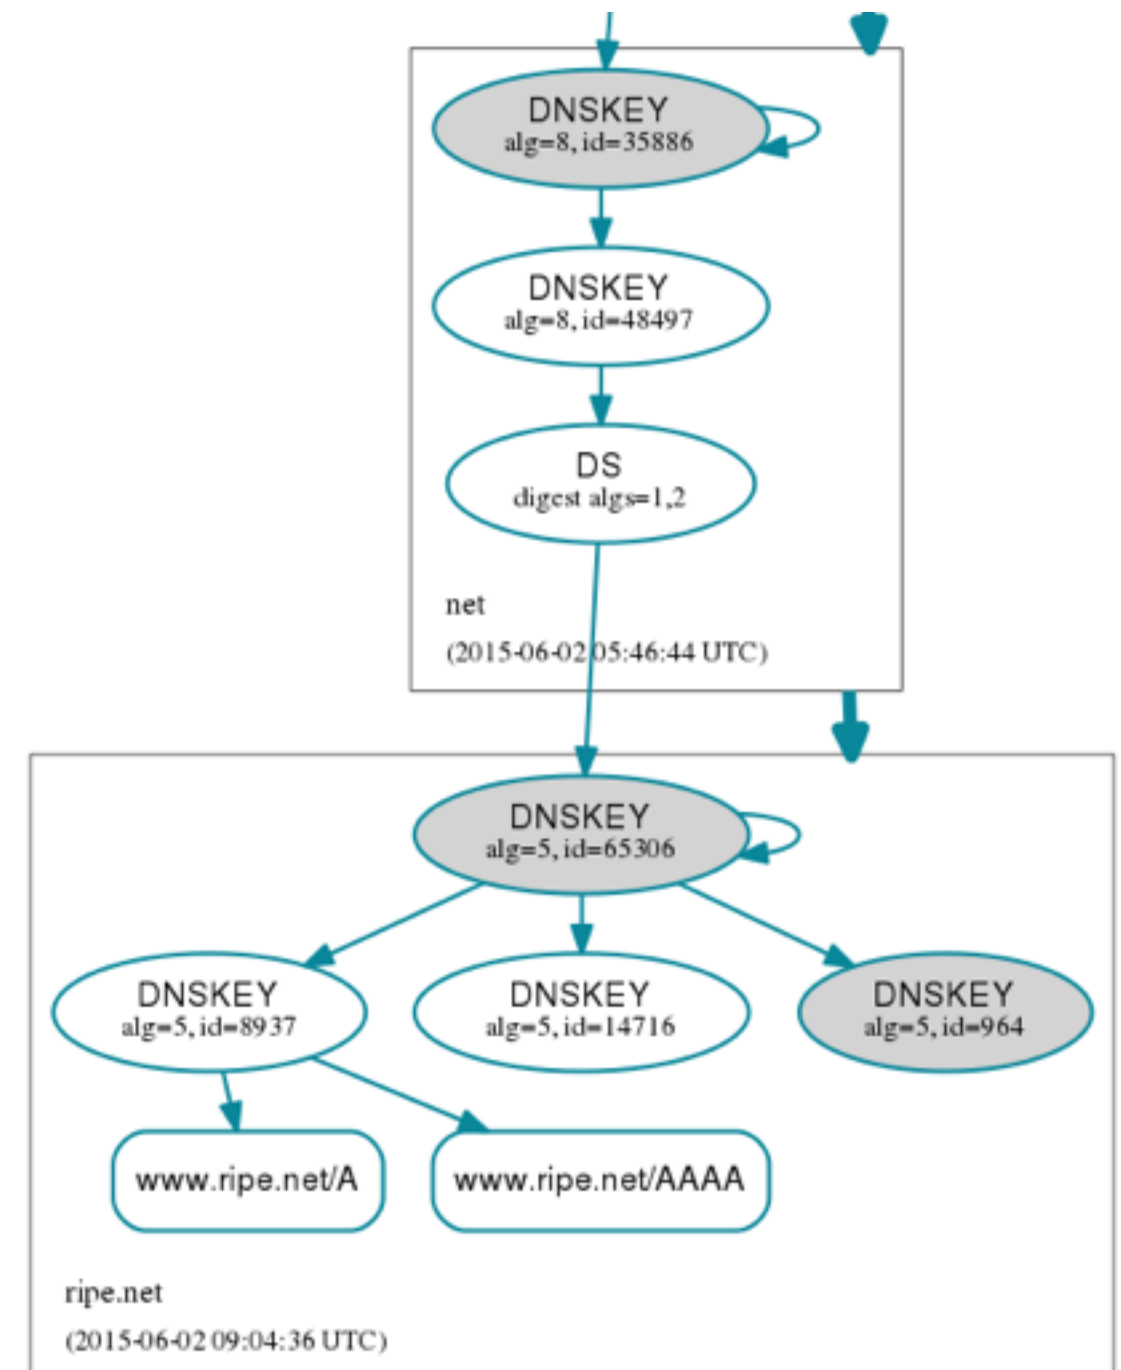 DNSKEY
alg=8, id=35886
DNSKEY
alg=8, id=48497
DS
digest algs=1,2
net
(2015-06-02 05:46:44 UTC)
DNSKEY
alg=5, id=65306
DNSKEY
alg=5, id=8937
DNSKEY
alg=5, id=14716
DNSKEY
alg=5, id=964
www.ripe.net/A
www.ripe.net/AAAA
ripe.net
(2015-06-02 09:04:36 UTC)